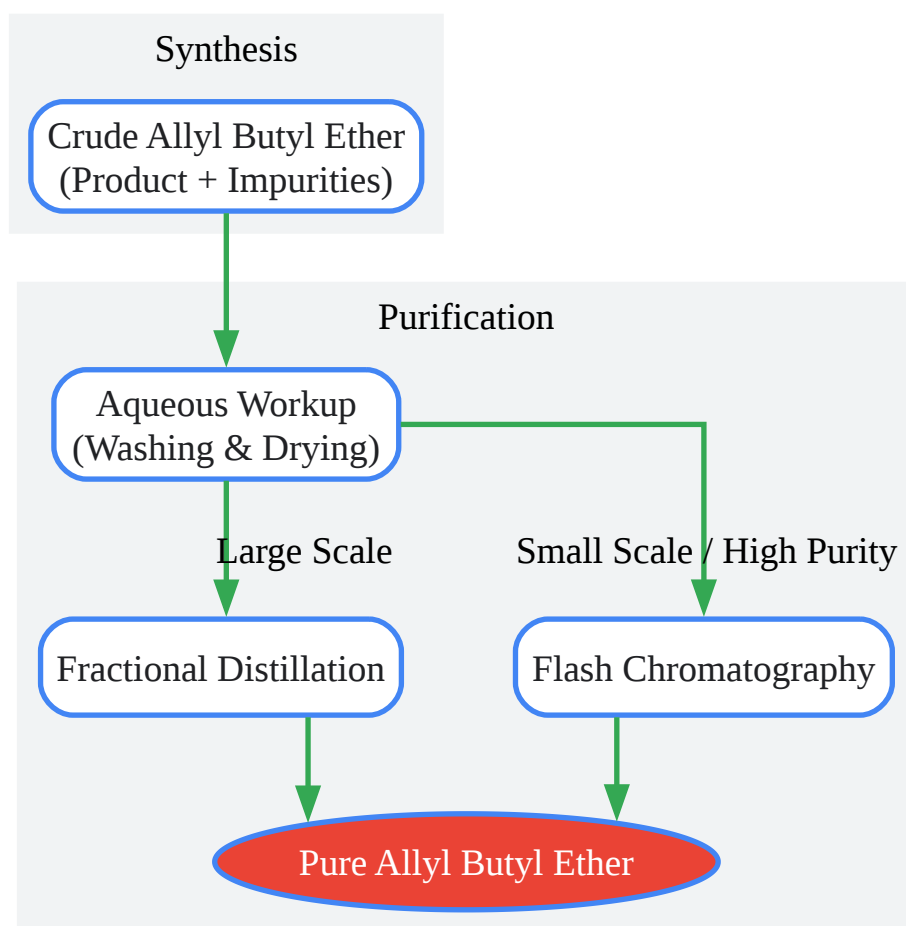 Synthesis
Crude Allyl Butyl Ether
(Product + Impurities)
Purification
Aqueous Workup
(Washing & Drying)
Large Scale
Small Scale / High Purity
Fractional Distillation
Flash Chromatography
Pure Allyl Butyl Ether